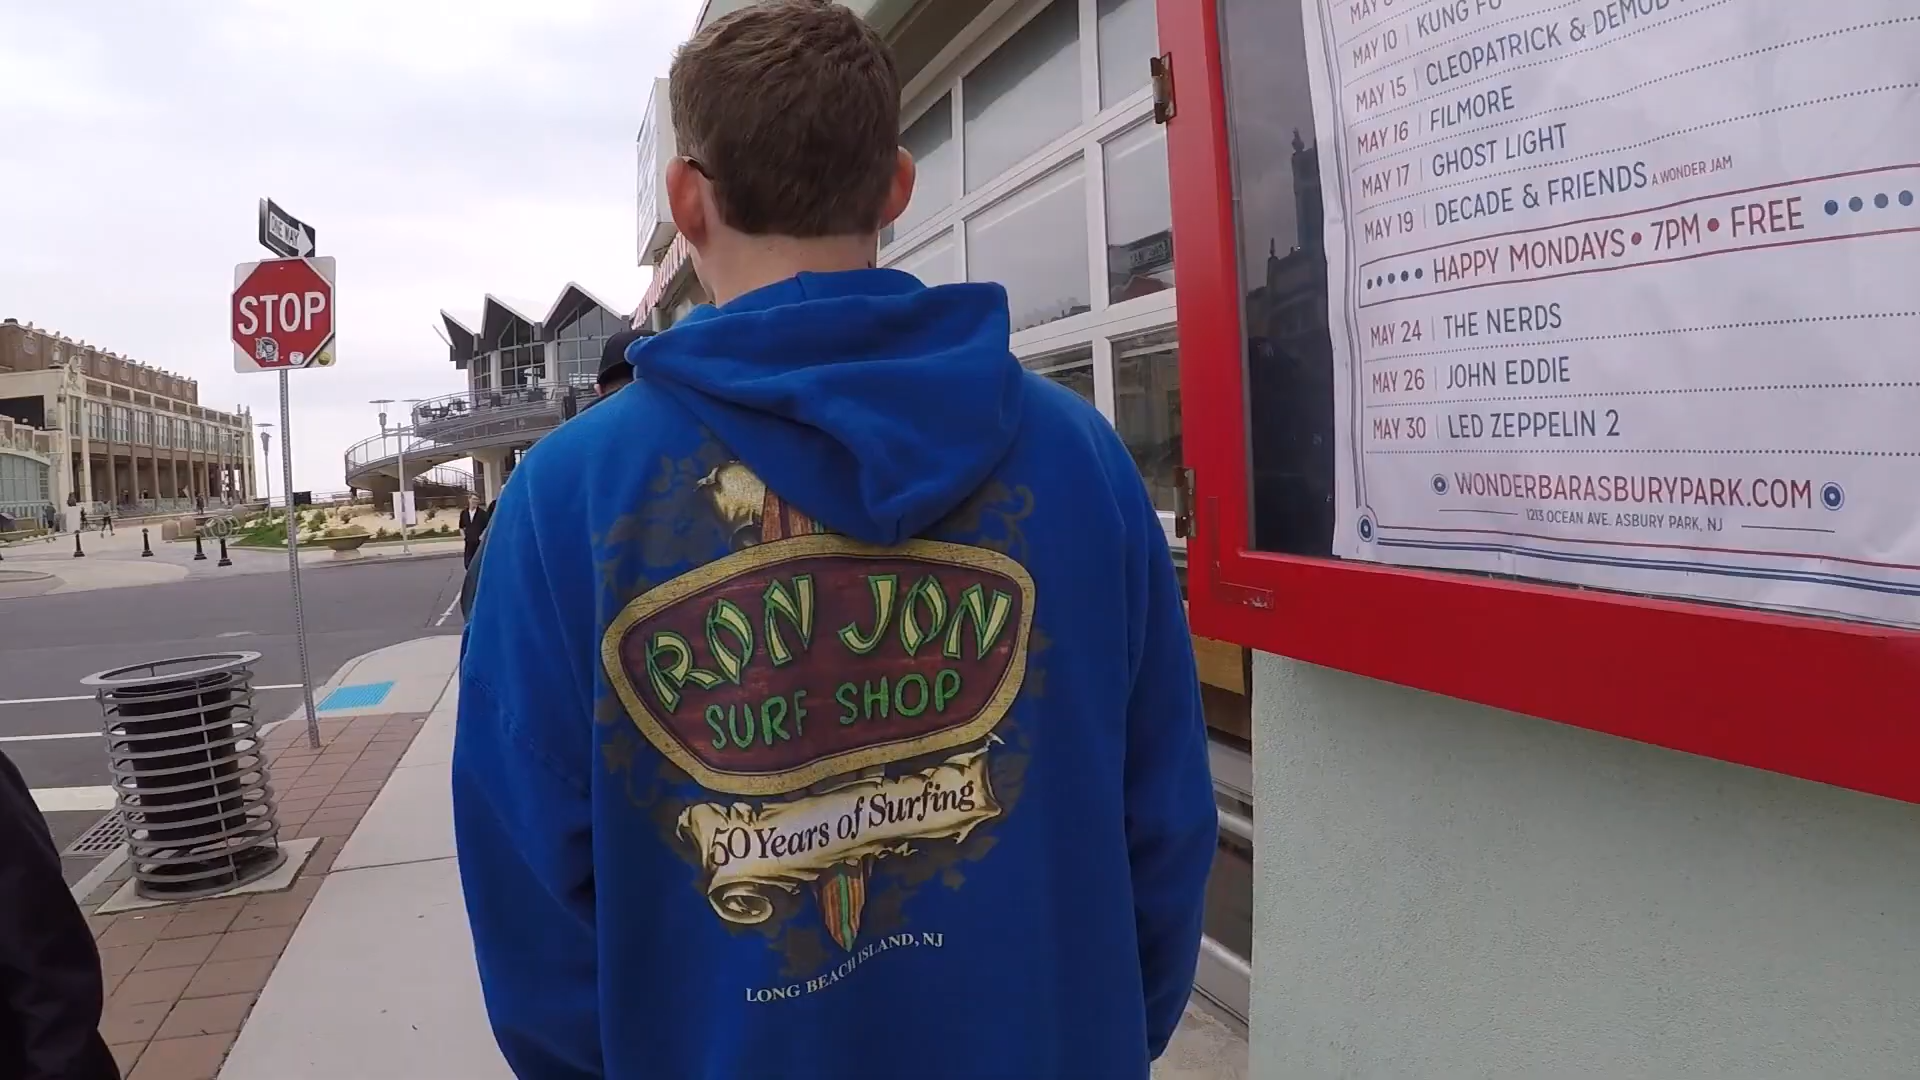 ONE WAY
STOP
RON JON
SURF SHOP
50 Years of Surfing
LONG BEACH ISLAND, NJ
MAY
MAY 10 | KUNG FU
MAY 15 | CLEOPATRICK &
MAY 16 | FILMORE
MAY 17 | GHOST LIGHT
MAY 19 | DECADE & FRIENDS A WONDER JAM
HAPPY MONDAYS • 7PM • FREE
MAY 24 | THE NERDS
MAY 26 | JOHN EDDIE
MAY 30 | LED ZEPPELIN 2
WONDERBARASBURYPARK.COM
1213 OCEAN AVE. ASBURY PARK, NJ